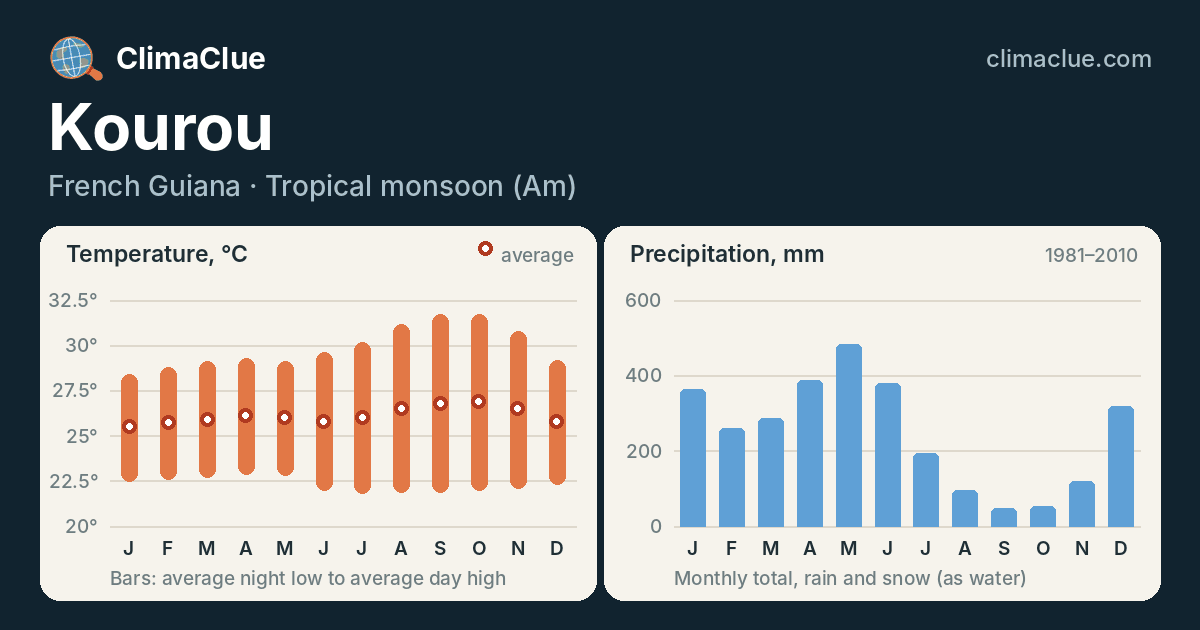 ClimaClue
climaclue.com
Kourou
French Guiana · Tropical monsoon (Am)
Temperature, °C
average
32.5°
30°
27.5°
25°
22.5°
20°
J F M A M J J A S O N D
Bars: average night low to average day high
Precipitation, mm
1981–2010
600
400
200
0
J F M A M J J A S O N D
Monthly total, rain and snow (as water)